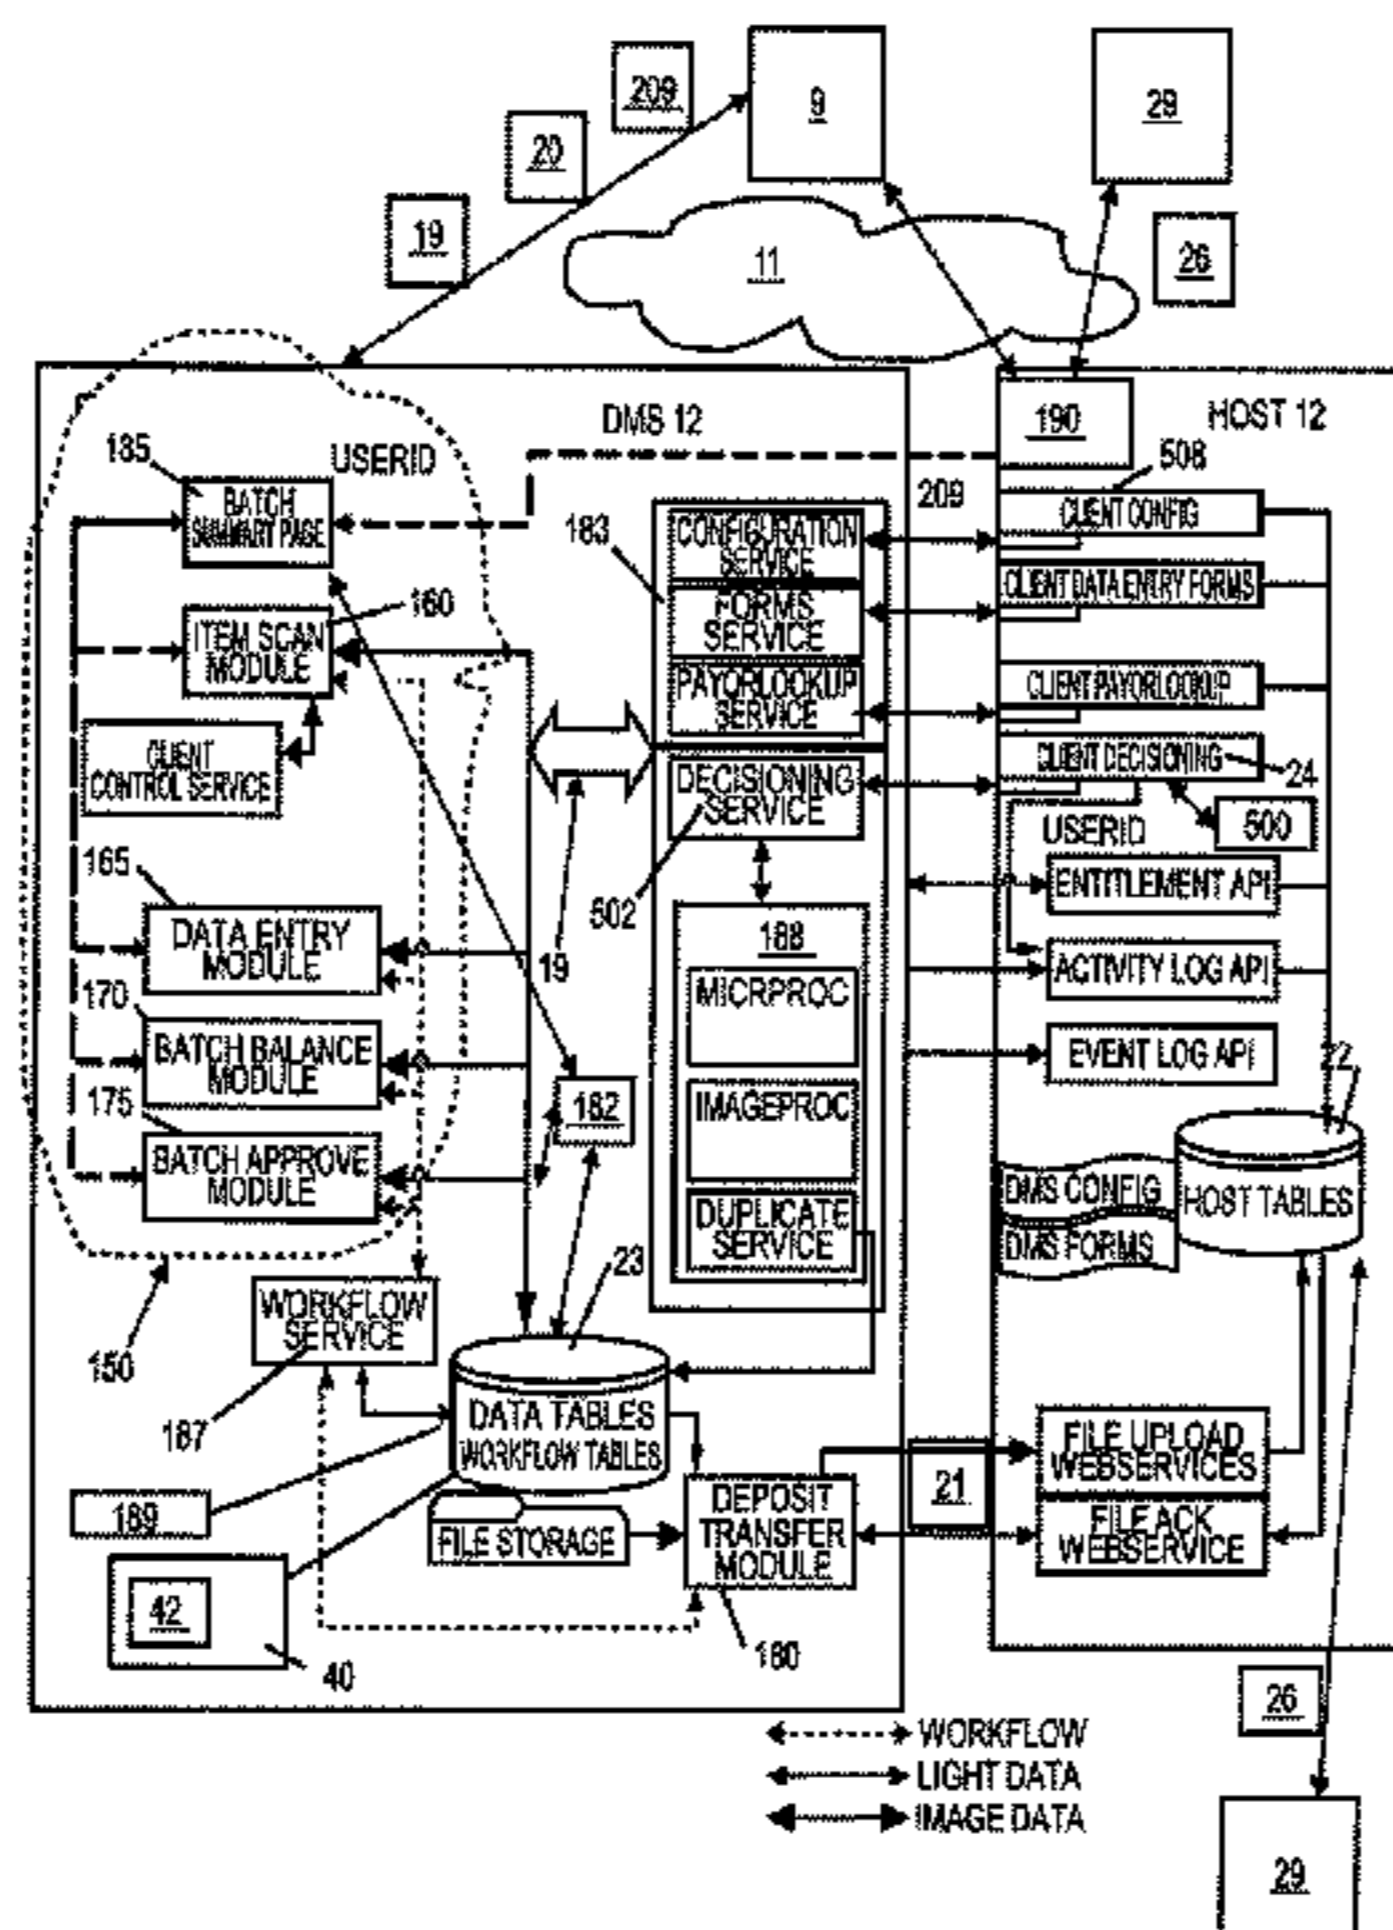 209
9
29
20
19
11
26
DMS 12
HOST 12
190
185
USERID
508
BATCH
SUMMART PAGE
209
CLIENT CONFIG
183
CONFIGURATION
SERVICE
160
CLIENT DATA ENTRY FORMS
FORMS
SERVICE
ITEM SCAN
MODULE
PAYORLOOKUP
SERVICE
CLIENT PAYORLOOKUP
CLIENT
CONTROL SERVICE
DECISIONING
SERVICE
CLIENT DECISIONING
24
500
USERID
165
502
ENTITLEMENT API
DATA ENTRY
MODULE
19
188
ACTIVITY LOG API
MICRPROC
170
BATCH BALANCE
MODULE
EVENT LOG API
22
175
182
IMAGEPROC
BATCH APPROVE
MODULE
DMS CONFIG
HOST TABLES
DUPLICATE
SERVICE
DMS FORMS
23
WORKFLOW
SERVICE
150
187
DATA TABLES
WORKFLOW TABLES
FILE UPLOAD
WEBSERVICES
21
189
DEPOSIT
TRANSFER
MODULE
FILE STORAGE
FILE ACK
WEBSERVICE
42
40
180
26
WORKFLOW
LIGHT DATA
IMAGE DATA
29